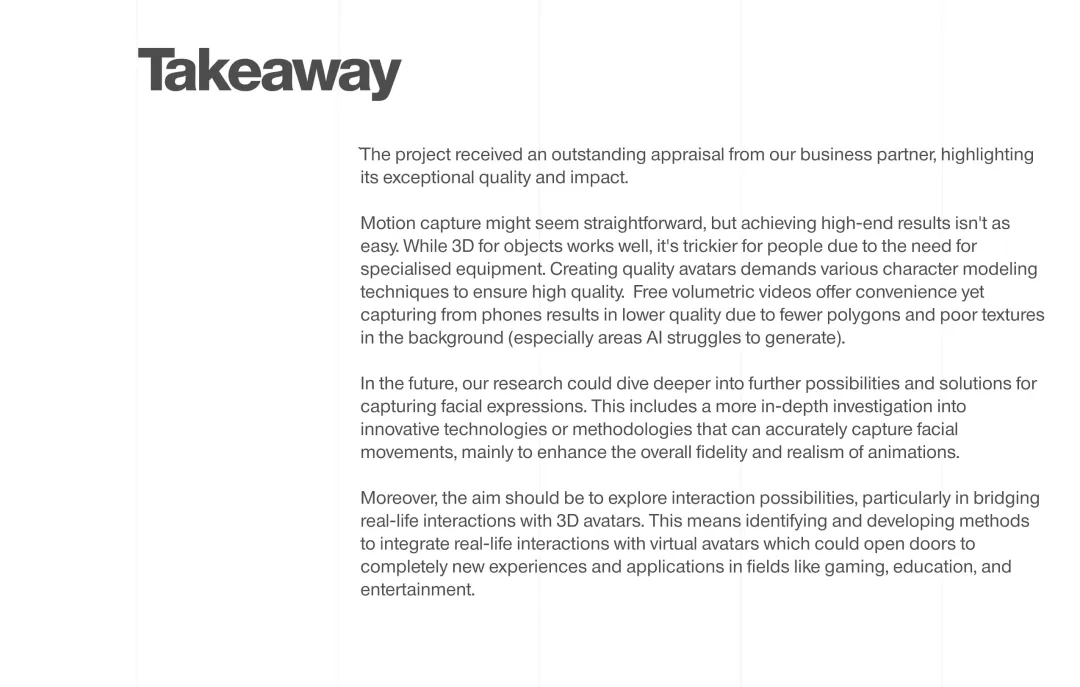 Takeaway
The project received an outstanding appraisal from our business partner, highlighting
its exceptional quality and impact.
Motion capture might seem straightforward, but achieving high-end results isn't as
easy. While 3D for objects works well, it's trickier for people due to the need for
specialised equipment. Creating quality avatars demands various character modeling
techniques to ensure high quality.  Free volumetric videos offer convenience yet
capturing from phones results in lower quality due to fewer polygons and poor textures
in the background (especially areas AI struggles to generate).
In the future, our research could dive deeper into further possibilities and solutions for
capturing facial expressions. This includes a more in-depth investigation into
innovative technologies or methodologies that can accurately capture facial
movements, mainly to enhance the overall fidelity and realism of animations.
Moreover, the aim should be to explore interaction possibilities, particularly in bridging
real-life interactions with 3D avatars. This means identifying and developing methods
to integrate real-life interactions with virtual avatars which could open doors to
completely new experiences and applications in fields like gaming, education, and
entertainment.